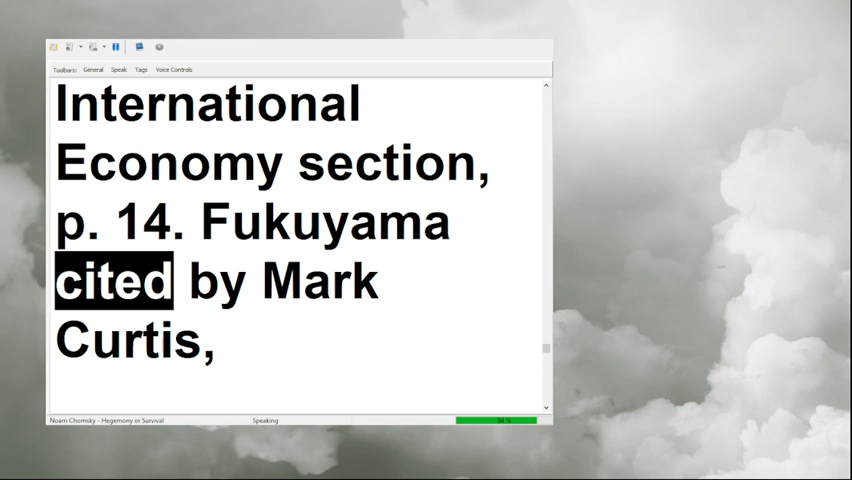 Toolbars: General Speak Tags Voice Controls
International
Economy section,
p. 14. Fukuyama
cited by Mark
Curtis,
Noam Chomsky - Hegemony or Survival Speaking